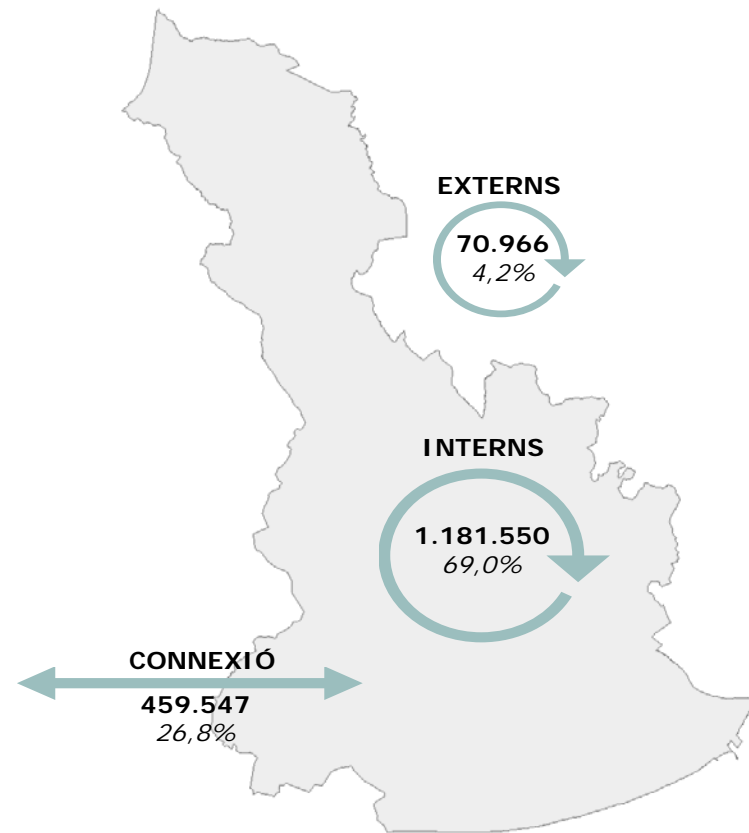 EXTERNS
70.966
4,2%
INTERNS
1.181.550
69,0%
CONNEXIÓ
459.547
26,8%